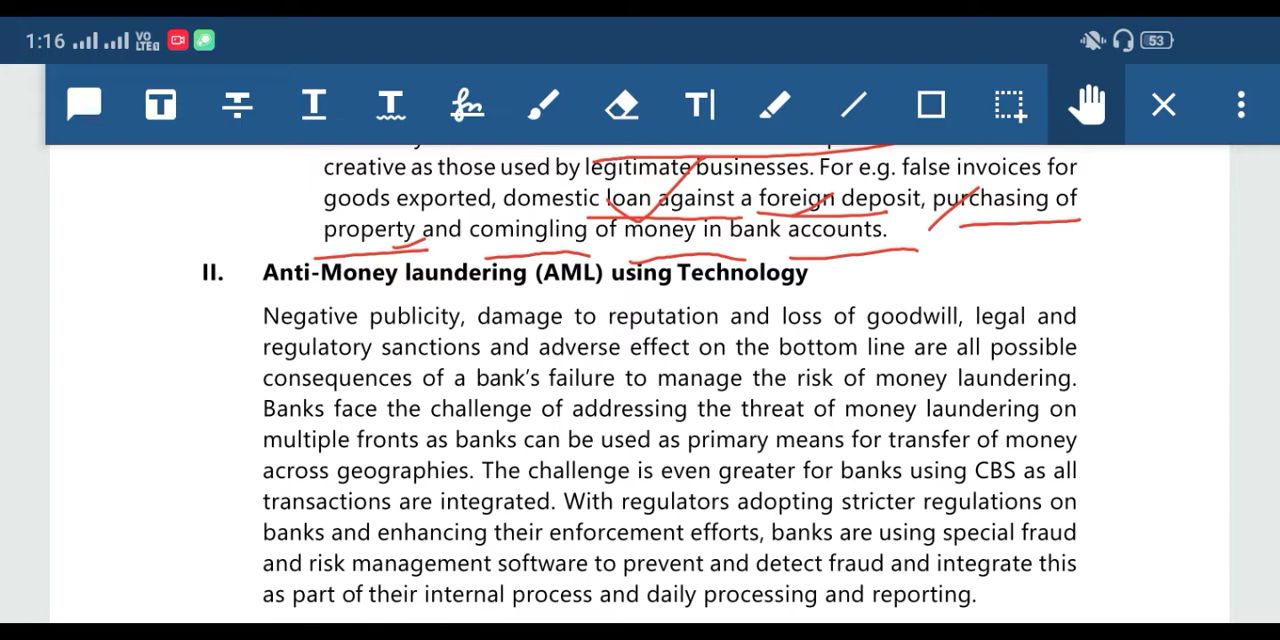 1:16 VO LTE 53
T T T T T|
creative as those used by legitimate businesses. For e.g. false invoices for
goods exported, domestic loan against a foreign deposit, purchasing of
property and comingling of money in bank accounts.
II. Anti-Money laundering (AML) using Technology
Negative publicity, damage to reputation and loss of goodwill, legal and
regulatory sanctions and adverse effect on the bottom line are all possible
consequences of a bank's failure to manage the risk of money laundering.
Banks face the challenge of addressing the threat of money laundering on
multiple fronts as banks can be used as primary means for transfer of money
across geographies. The challenge is even greater for banks using CBS as all
transactions are integrated. With regulators adopting stricter regulations on
banks and enhancing their enforcement efforts, banks are using special fraud
and risk management software to prevent and detect fraud and integrate this
as part of their internal process and daily processing and reporting.